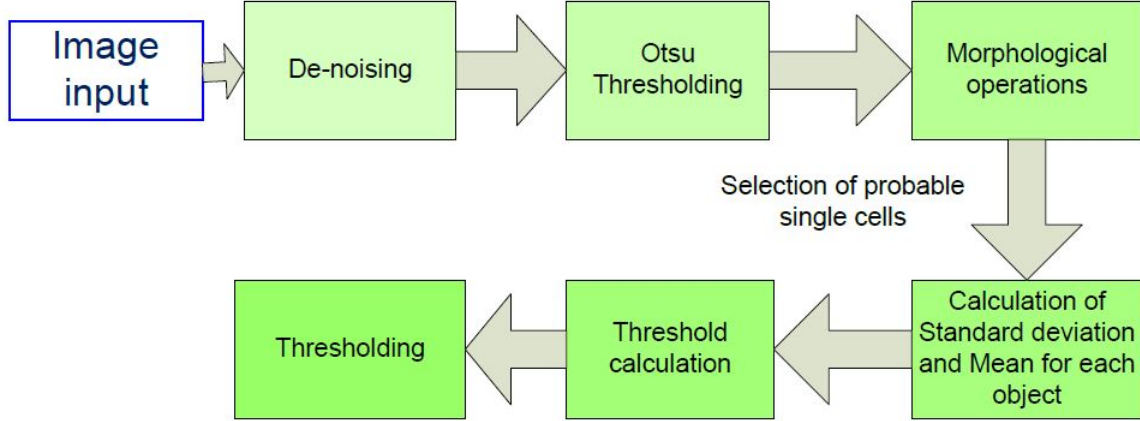 Image
input
De-noising
Otsu
Thresholding
Morphological
operations
Selection of probable
single cells
Calculation of
Standard deviation
and Mean for each
object
Threshold
calculation
Thresholding